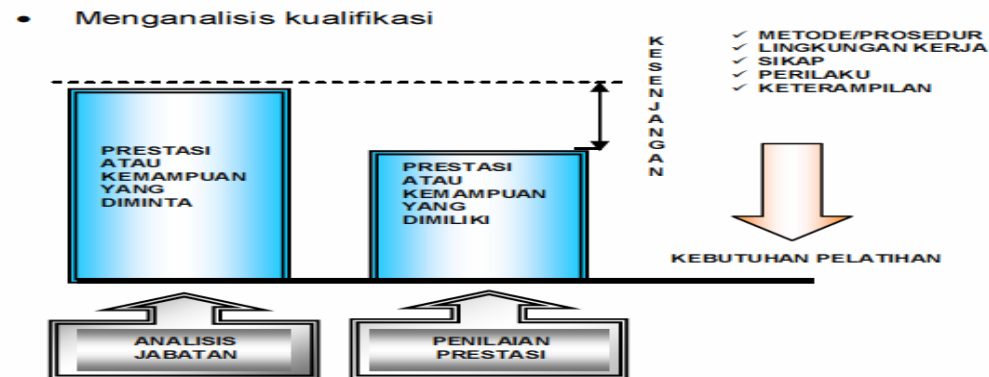 • Menganalisis kualifikasi
KESENJANGAN
✓ METODE/PROSEDUR
✓ LINGKUNGAN KERJA
✓ SIKAP
✓ PERILAKU
✓ KETERAMPILAN
PRESTASI
ATAU
KEMAMPUAN
YANG
DIMINTA
PRESTASI
ATAU
KEMAMPUAN
YANG
DIMILIKI
KEBUTUHAN PELATIHAN
ANALISIS
JABATAN
PENILAIAN
PRESTASI